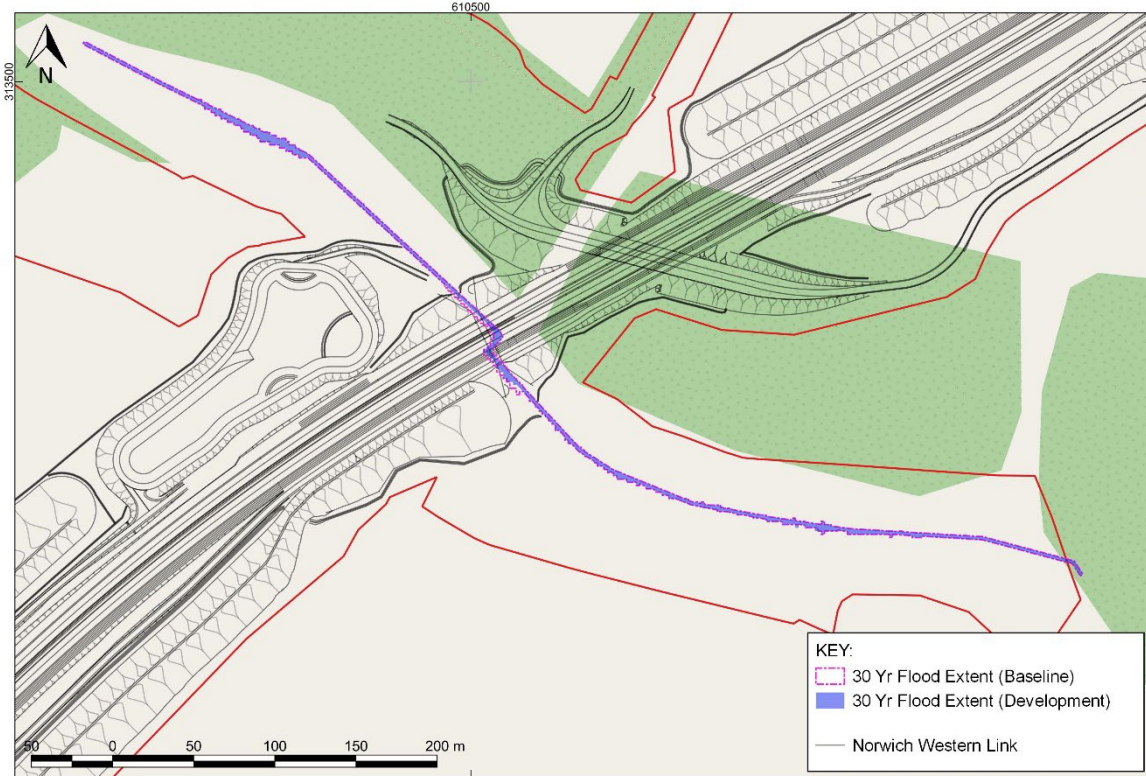 610500
313500
N
KEY:
30 Yr Flood Extent (Baseline)
30 Yr Flood Extent (Development)
Norwich Western Link
50 0 50 100 150 200 m